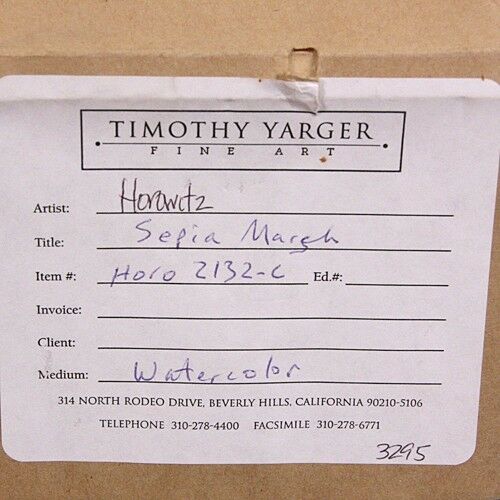 TIMOTHY YARGER
FINE ART
Artist: Horowitz
Title: Sepia March
Item #: Horo 2132-C Ed.#:
Invoice:
Client:
Medium: Watercolor
314 NORTH RODEO DRIVE, BEVERLY HILLS, CALIFORNIA 90210-5106
TELEPHONE 310-278-4400 FACSIMILE 310-278-6771
3295